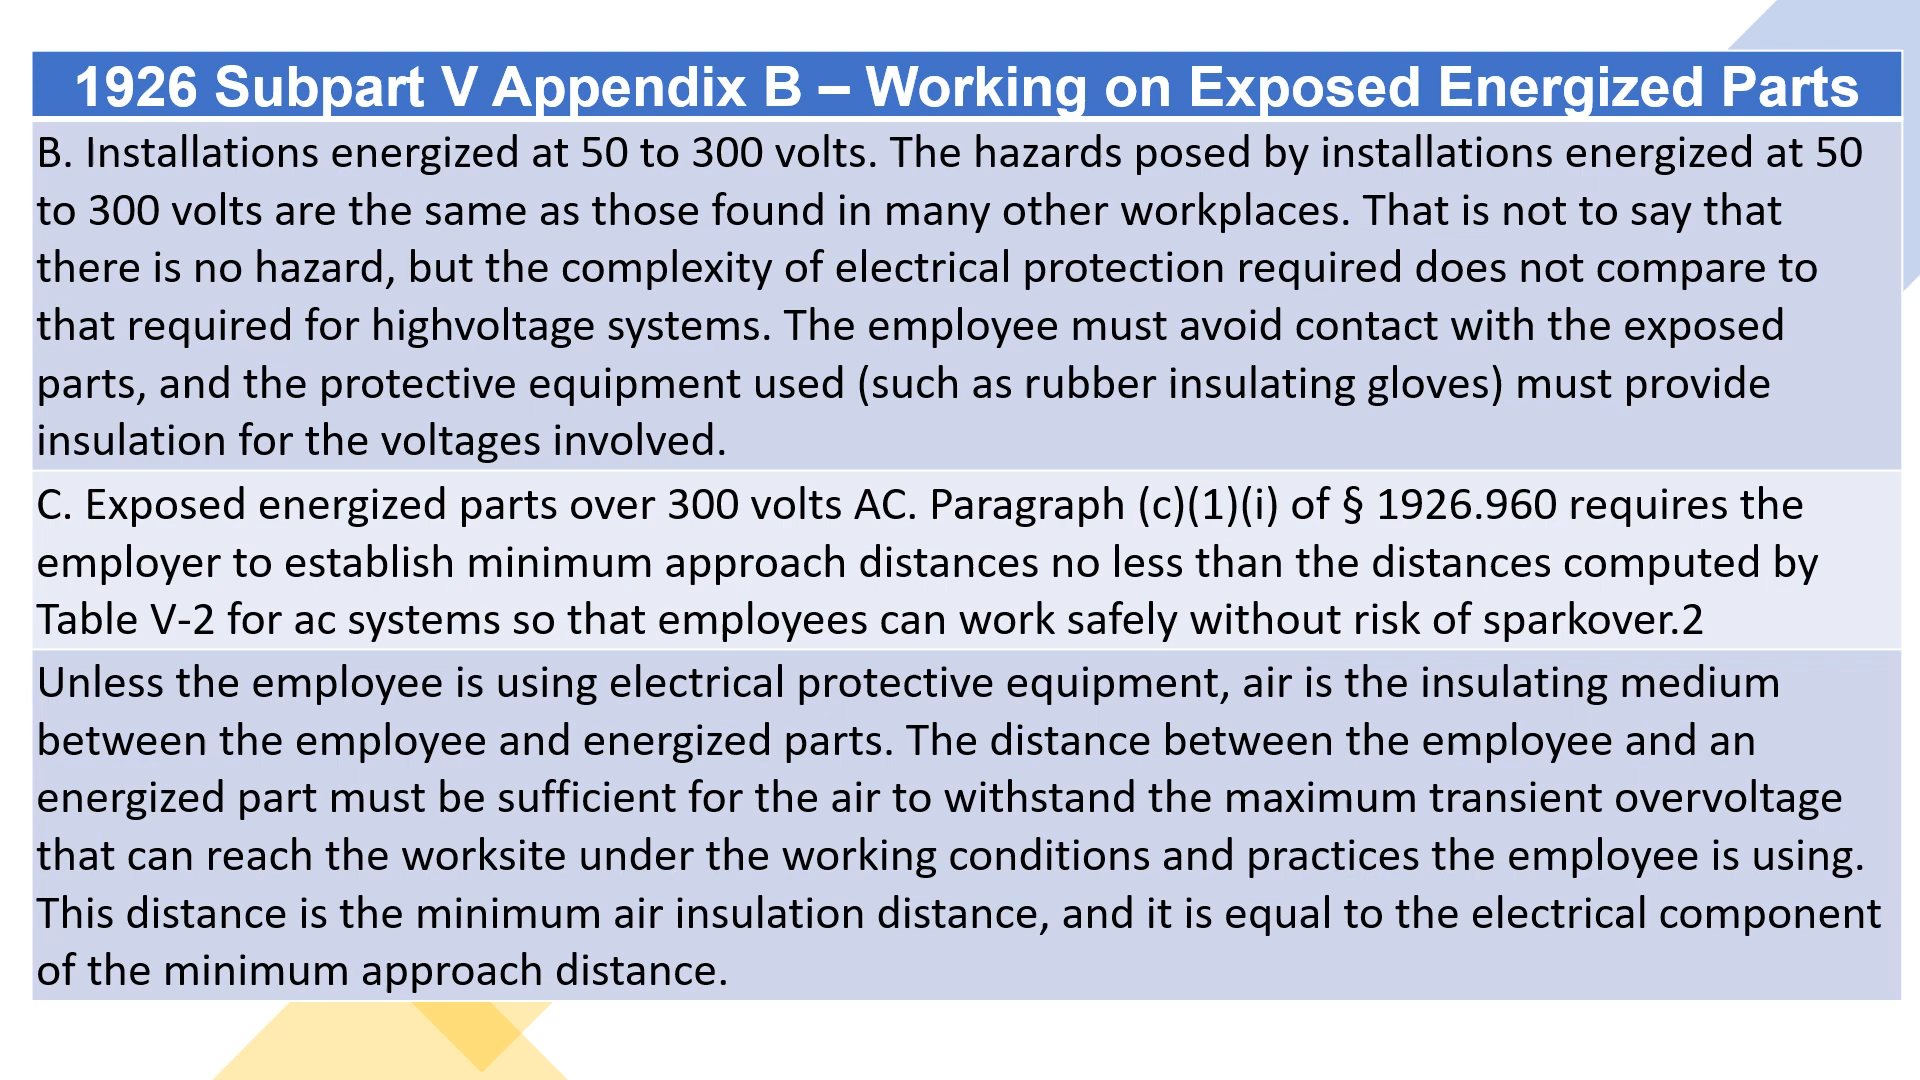 1926 Subpart V Appendix B – Working on Exposed Energized Parts
B. Installations energized at 50 to 300 volts. The hazards posed by installations energized at 50
to 300 volts are the same as those found in many other workplaces. That is not to say that
there is no hazard, but the complexity of electrical protection required does not compare to
that required for highvoltage systems. The employee must avoid contact with the exposed
parts, and the protective equipment used (such as rubber insulating gloves) must provide
insulation for the voltages involved.
C. Exposed energized parts over 300 volts AC. Paragraph (c)(1)(i) of § 1926.960 requires the
employer to establish minimum approach distances no less than the distances computed by
Table V-2 for ac systems so that employees can work safely without risk of sparkover.2
Unless the employee is using electrical protective equipment, air is the insulating medium
between the employee and energized parts. The distance between the employee and an
energized part must be sufficient for the air to withstand the maximum transient overvoltage
that can reach the worksite under the working conditions and practices the employee is using.
This distance is the minimum air insulation distance, and it is equal to the electrical component
of the minimum approach distance.